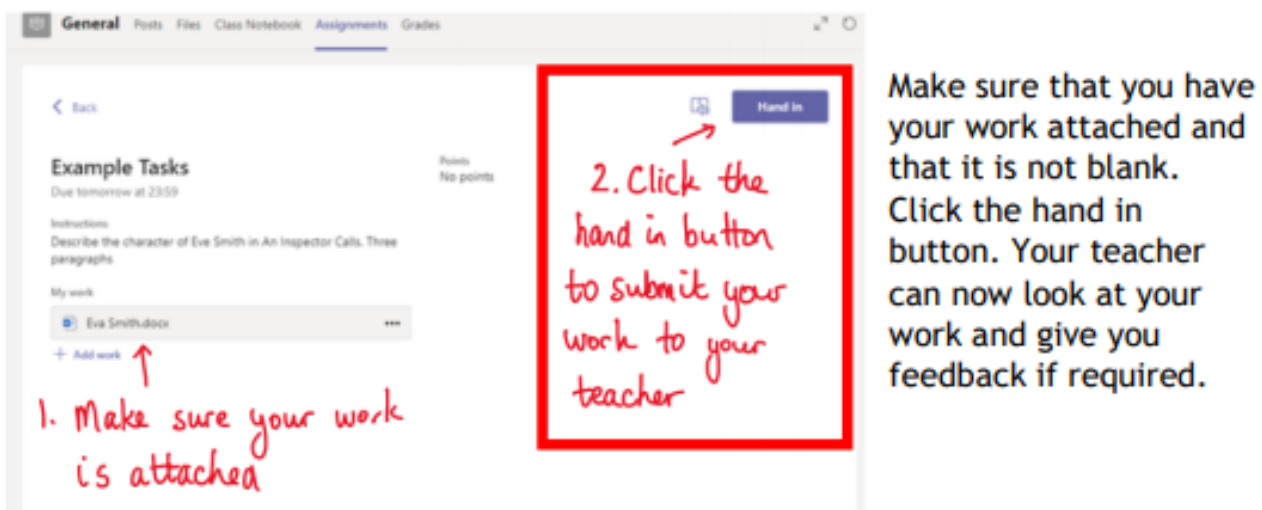 General Posts Files Class Notebook Assignments Grades
Back
Hand in
Example Tasks
Due tomorrow at 23:59
Points
No points
Instructions
Describe the character of Eve Smith in An Inspector Calls. Three
paragraphs
My work
Eva Smith.docx
+ Add work
1. Make sure your work
is attached
2. Click the
hand in button
to submit your
work to your
teacher
Make sure that you have
your work attached and
that it is not blank.
Click the hand in
button. Your teacher
can now look at your
work and give you
feedback if required.